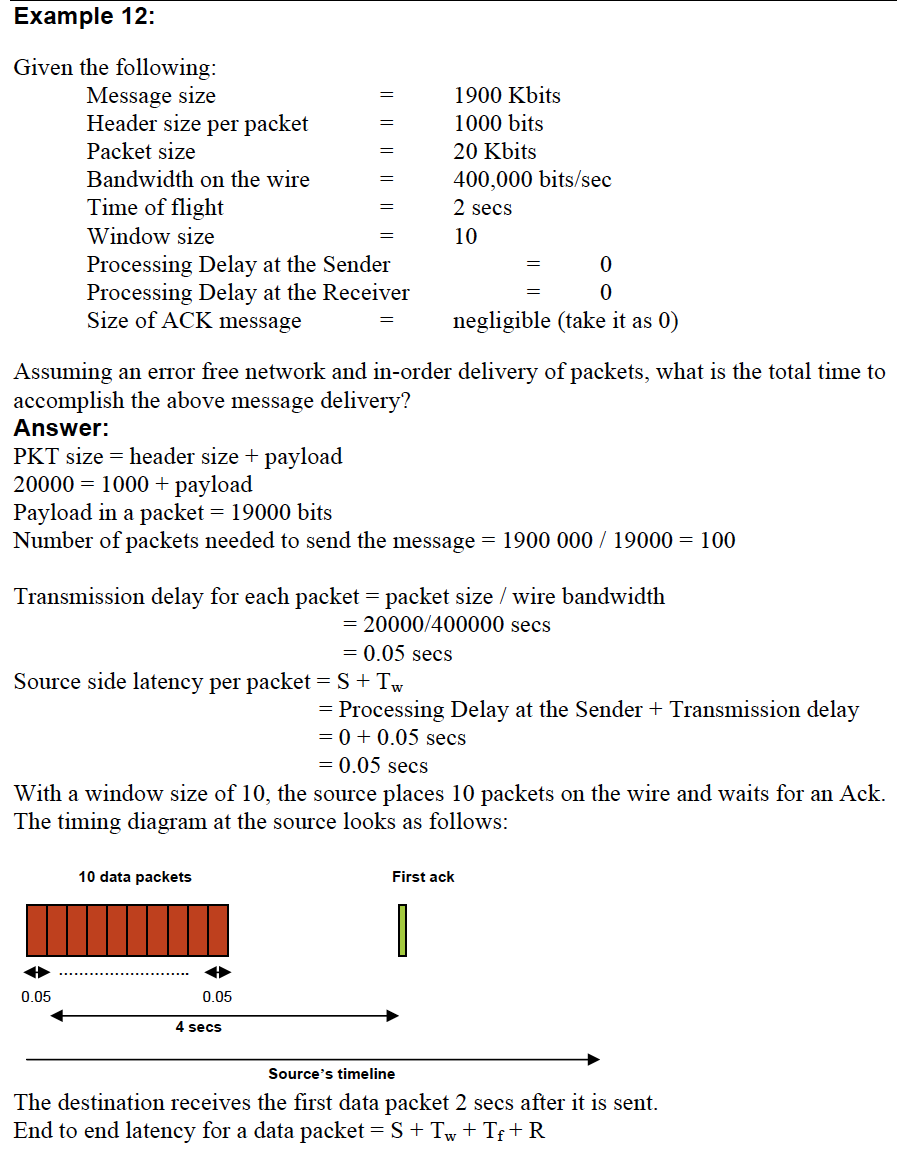 Example 12:
Given the following:
Message size = 1900 Kbits
Header size per packet = 1000 bits
Packet size = 20 Kbits
Bandwidth on the wire = 400,000 bits/sec
Time of flight = 2 secs
Window size = 10
Processing Delay at the Sender = 0
Processing Delay at the Receiver = 0
Size of ACK message = negligible (take it as 0)
Assuming an error free network and in-order delivery of packets, what is the total time to
accomplish the above message delivery?
Answer:
PKT size = header size + payload
20000 = 1000 + payload
Payload in a packet = 19000 bits
Number of packets needed to send the message = 1900 000 / 19000 = 100
Transmission delay for each packet = packet size / wire bandwidth
= 20000/400000 secs
= 0.05 secs
Source side latency per packet = S + Tw
= Processing Delay at the Sender + Transmission delay
= 0 + 0.05 secs
= 0.05 secs
With a window size of 10, the source places 10 packets on the wire and waits for an Ack.
The timing diagram at the source looks as follows:
10 data packets First ack
0.05 0.05
4 secs
Source's timeline
The destination receives the first data packet 2 secs after it is sent.
End to end latency for a data packet = S + Tw + Tf + R